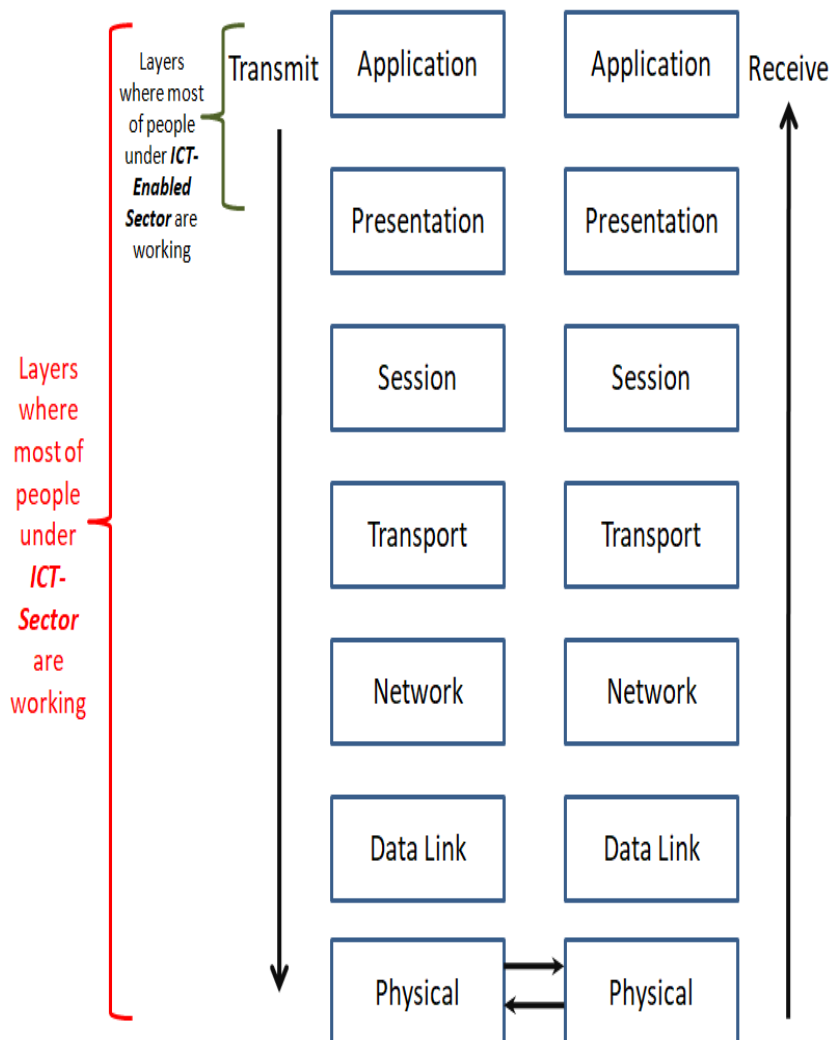 Layers
where most
of people
under ICT-
Enabled
Sector are
working
Transmit
Application
Application
Receive
Presentation
Presentation
Session
Session
Layers
where
most of
people
under
ICT-
Sector
are
working
Transport
Transport
Network
Network
Data Link
Data Link
Physical
Physical